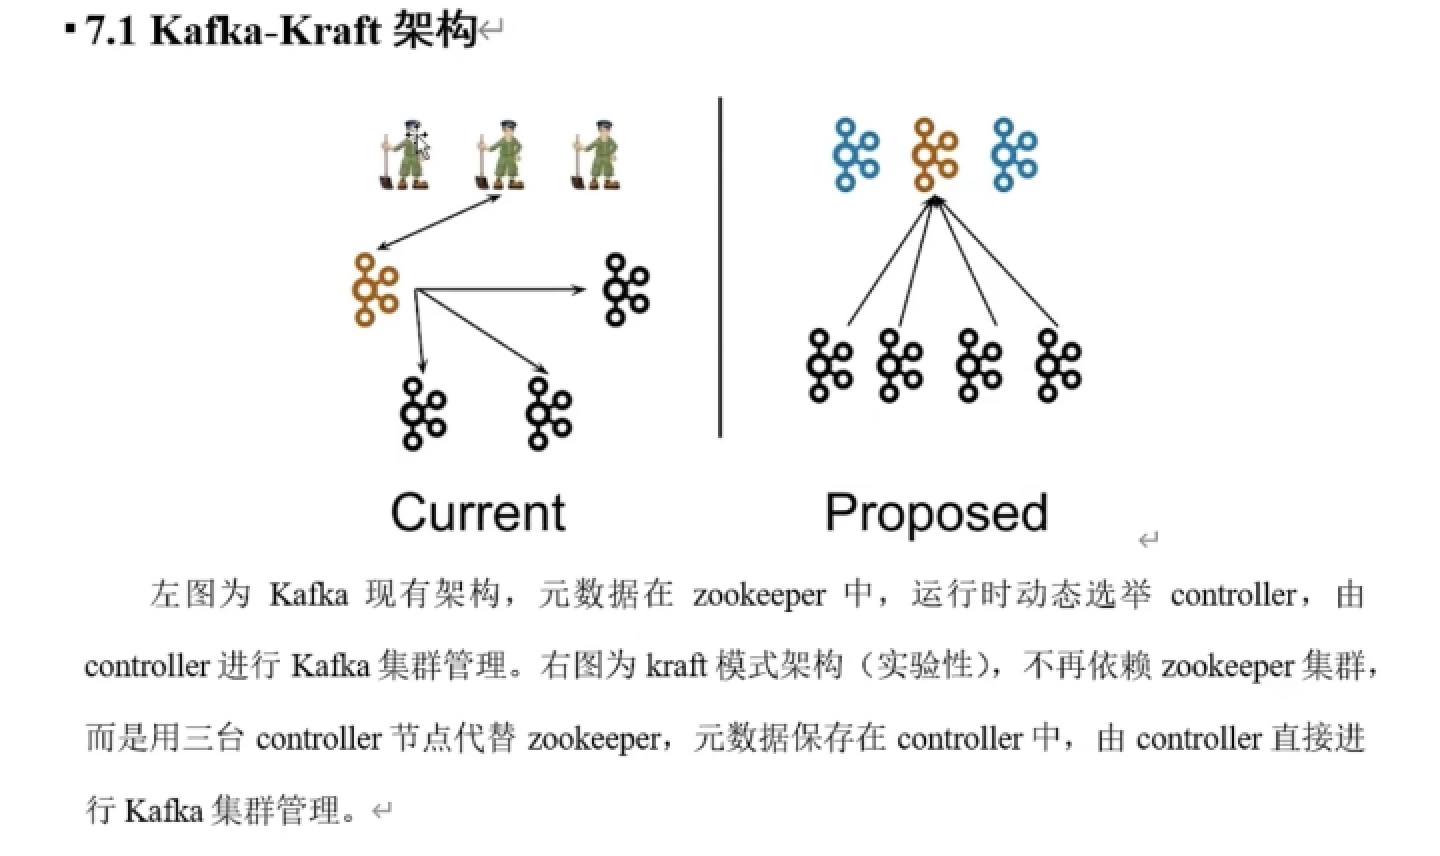 7.1 Kafka-Kraft 架构
Current
Proposed
左图为 Kafka 现有架构，元数据在 zookeeper 中，运行时动态选举 controller，由
controller 进行 Kafka 集群管理。右图为 kraft 模式架构（实验性），不再依赖 zookeeper 集群，
而是用三台 controller 节点代替 zookeeper，元数据保存在 controller 中，由 controller 直接进
行 Kafka 集群管理。